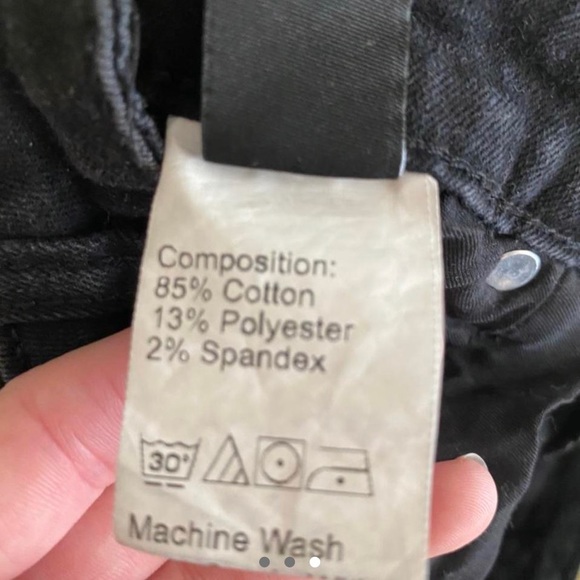 Composition:
85% Cotton
13% Polyester
2% Spandex
30°
Machine Wash